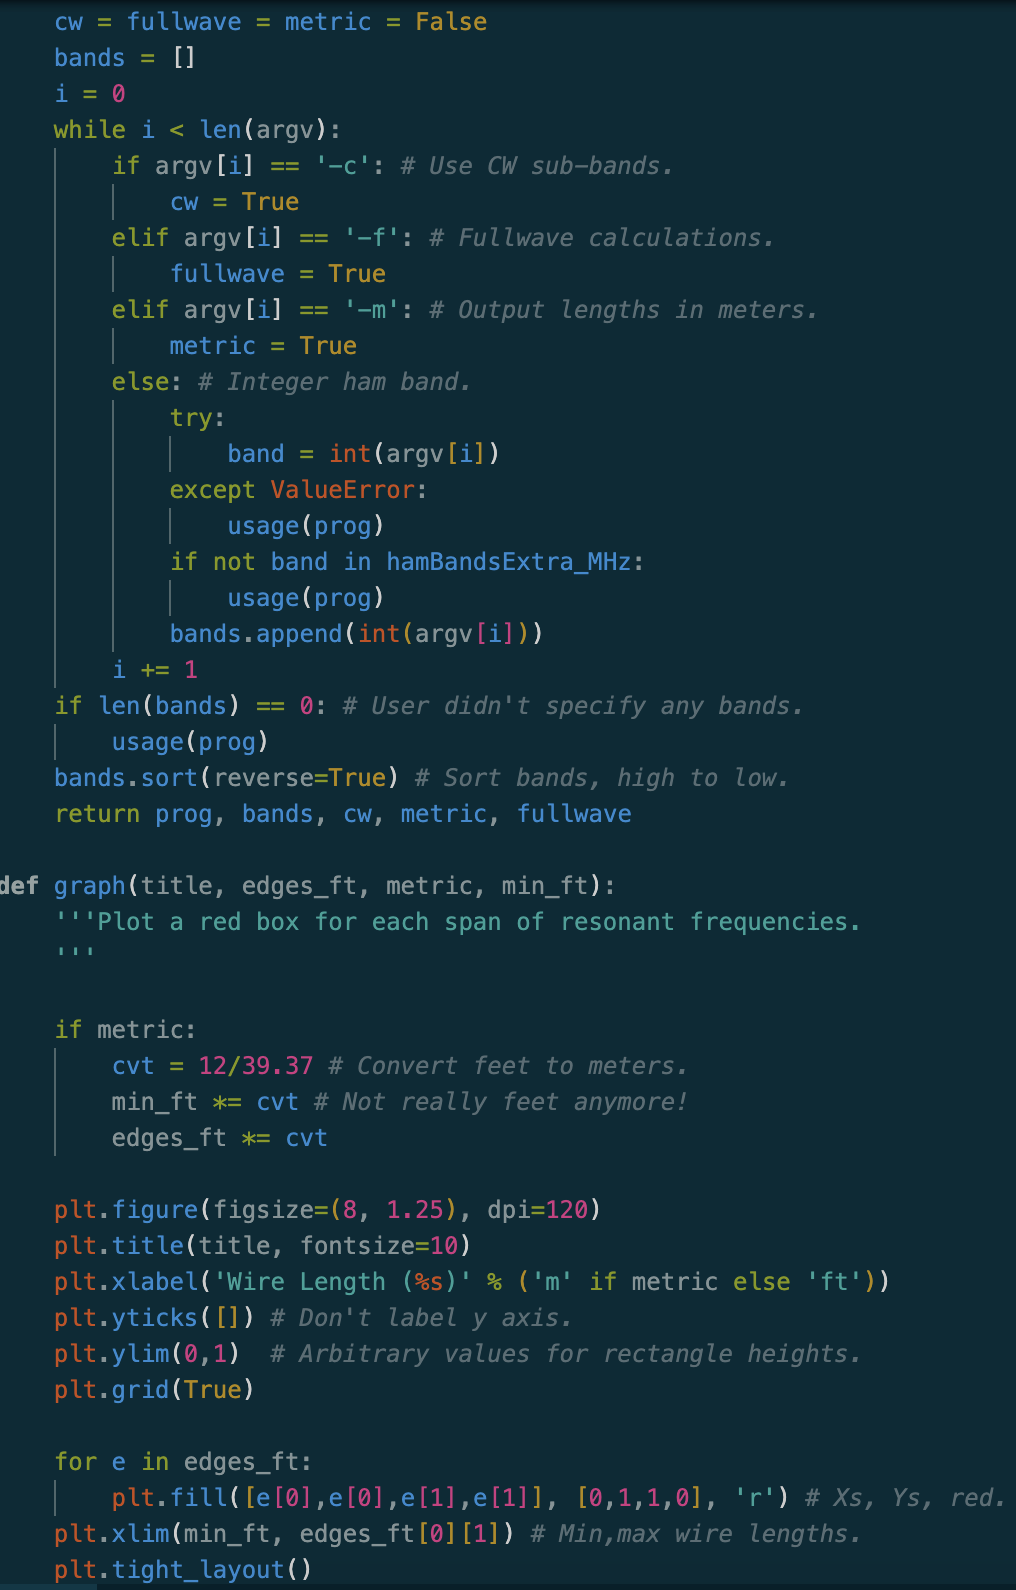 cw = fullwave = metric = False
    bands = []
    i = 0
    while i < len(argv):
        if argv[i] == '-c': # Use CW sub-bands.
            cw = True
        elif argv[i] == '-f': # Fullwave calculations.
            fullwave = True
        elif argv[i] == '-m': # Output lengths in meters.
            metric = True
        else: # Integer ham band.
            try:
                band = int(argv[i])
            except ValueError:
                usage(prog)
            if not band in hamBandsExtra_MHz:
                usage(prog)
            bands.append(int(argv[i]))
        i += 1
    if len(bands) == 0: # User didn't specify any bands.
        usage(prog)
    bands.sort(reverse=True) # Sort bands, high to low.
    return prog, bands, cw, metric, fullwave

def graph(title, edges_ft, metric, min_ft):
    '''Plot a red box for each span of resonant frequencies.
    '''

    if metric:
        cvt = 12/39.37 # Convert feet to meters.
        min_ft *= cvt # Not really feet anymore!
        edges_ft *= cvt

    plt.figure(figsize=(8, 1.25), dpi=120)
    plt.title(title, fontsize=10)
    plt.xlabel('Wire Length (%s)' % ('m' if metric else 'ft'))
    plt.yticks([]) # Don't label y axis.
    plt.ylim(0,1)  # Arbitrary values for rectangle heights.
    plt.grid(True)

    for e in edges_ft:
        plt.fill([e[0],e[0],e[1],e[1]], [0,1,1,0], 'r') # Xs, Ys, red.
    plt.xlim(min_ft, edges_ft[0][1]) # Min,max wire lengths.
    plt.tight_layout()